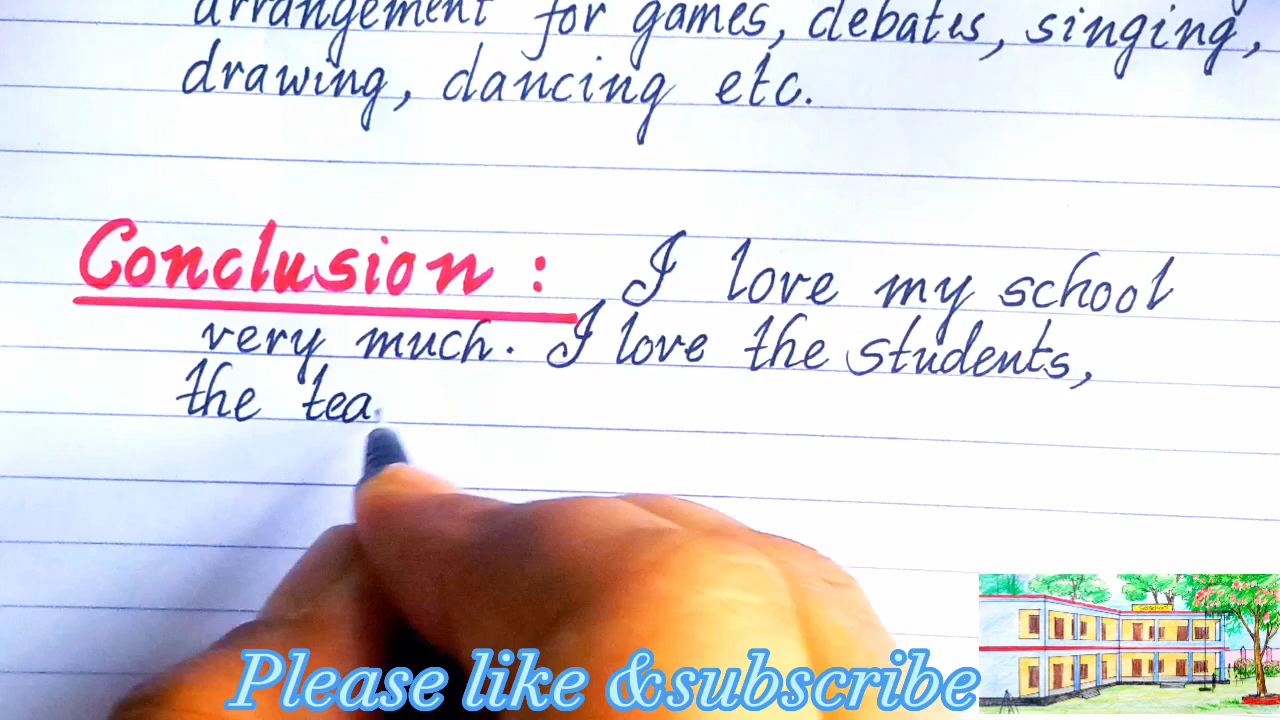 arrangement for games, debates, singing,
drawing, dancing etc.
Conclusion : I love my school
very much. I love the students,
the tea
Please like &subscribe